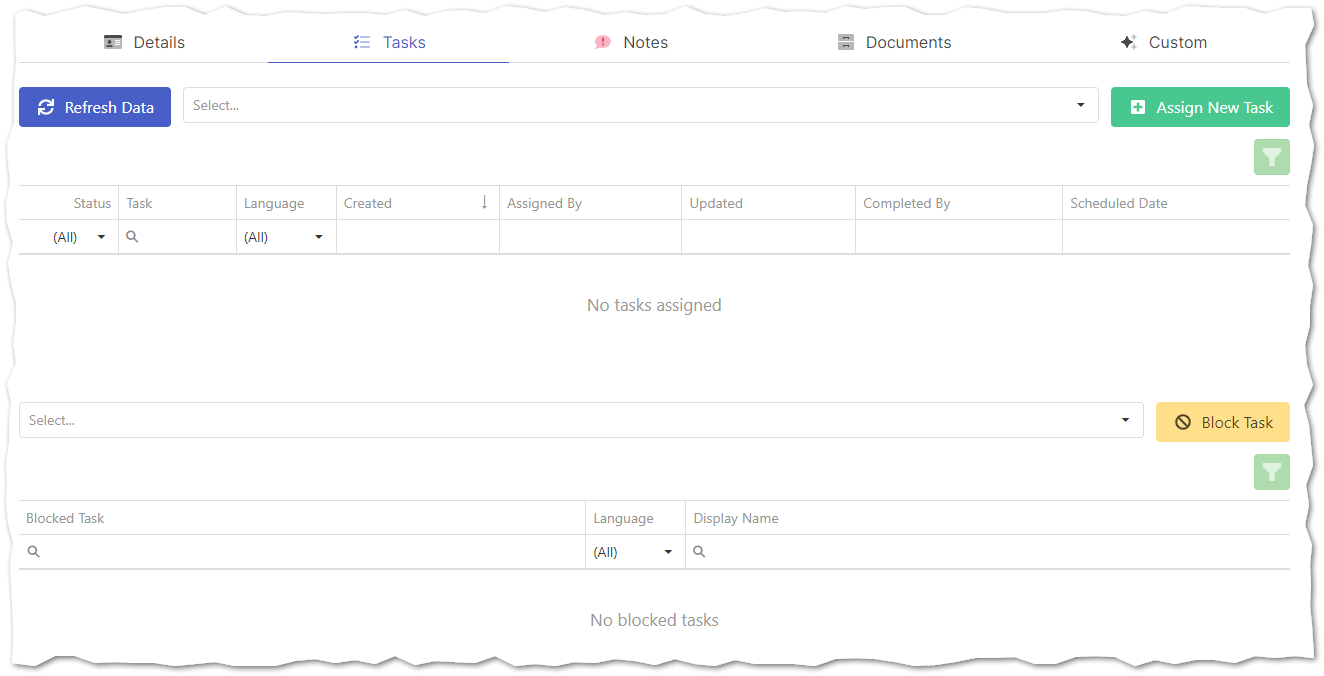 Details Tasks Notes Documents Custom
Refresh Data Select... Assign New Task
Status Task Language Created Assigned By Updated Completed By Scheduled Date
(All) (All)
No tasks assigned
Select... Block Task
Blocked Task Language Display Name
(All)
No blocked tasks